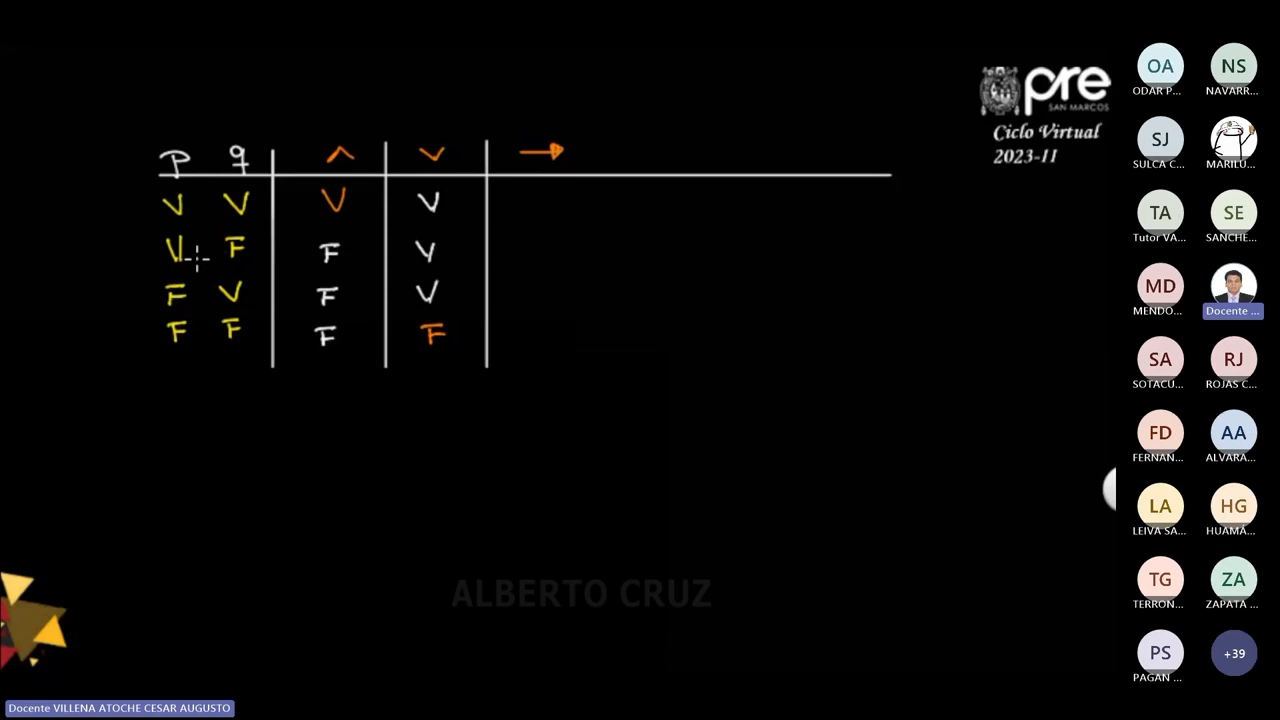 pre
SAN MARCOS
Ciclo Virtual
2023-II
p q ∧ ∨ →
V V V V
V F F V
F V F V
F F F F
ALBERTO CRUZ
Docente VILLENA ATOCHE CESAR AUGUSTO
OA NS
ODAR P... NAVARR...
SJ
SULCA C... MARILÚ...
TA SE
Tutor VA... SANCHE...
MD
MENDO... Docente ...
SA RJ
SOTACU... ROJAS C...
FD AA
FERNAN... ALVARA...
LA HG
LEIVA SA... HUAMÁ...
TG ZA
TERRON... ZAPATA ...
PS +39
PAGAN ...